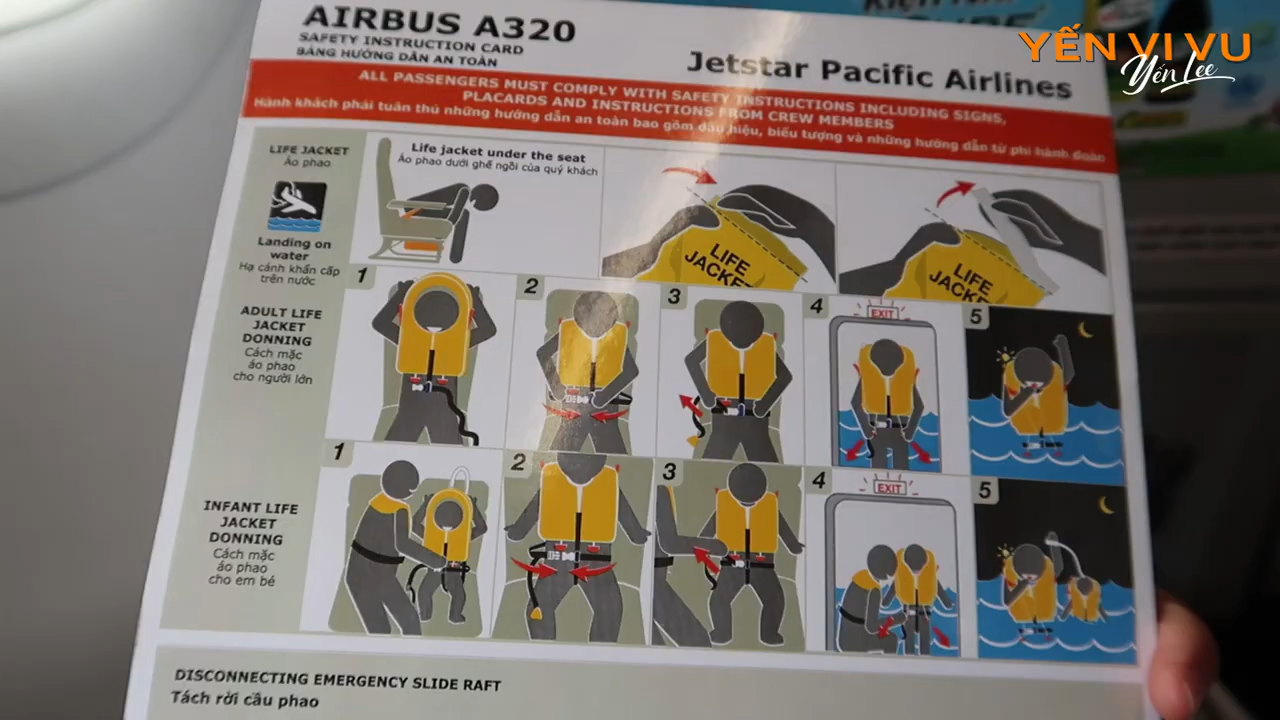 AIRBUS A320
SAFETY INSTRUCTION CARD
BẢNG HƯỚNG DẪN AN TOÀN
Jetstar Pacific Airlines
YẾN VI VU
Yến Lee
ALL PASSENGERS MUST COMPLY WITH SAFETY INSTRUCTIONS INCLUDING SIGNS,
PLACARDS AND INSTRUCTIONS FROM CREW MEMBERS
Hành khách phải tuân thủ những hướng dẫn an toàn bao gồm dấu hiệu, biểu tượng và những hướng dẫn từ phi hành đoàn
LIFE JACKET
Áo phao
Life jacket under the seat
Áo phao dưới ghế ngồi của quý khách
LIFE
JACKET
LIFE
JACKET
Landing on
water
Hạ cánh khẩn cấp
trên nước
ADULT LIFE
JACKET
DONNING
Cách mặc
áo phao
cho người lớn
1
2
3
4
EXIT
5
INFANT LIFE
JACKET
DONNING
Cách mặc
áo phao
cho em bé
1
2
3
4
EXIT
5
DISCONNECTING EMERGENCY SLIDE RAFT
Tách rời cầu phao